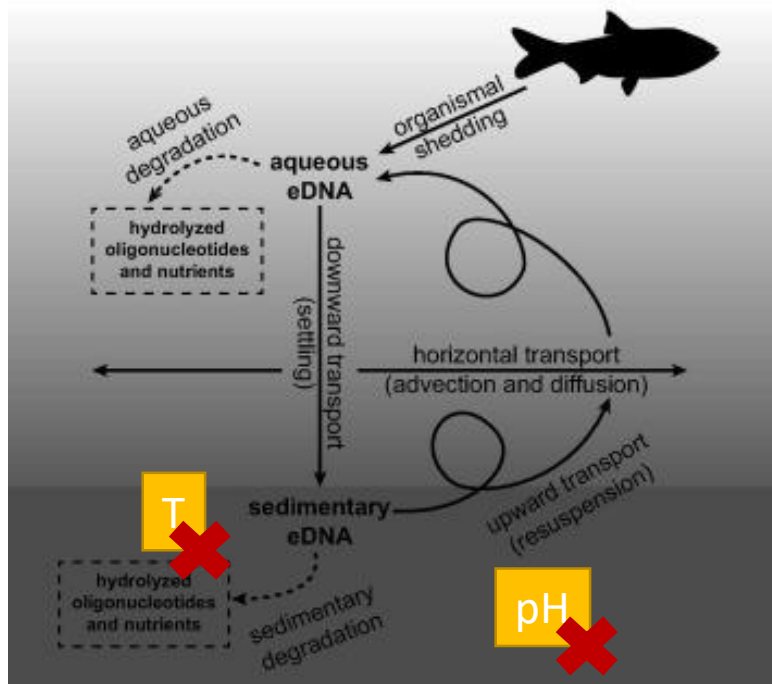 organismal
shedding
aqueous
degradation
aqueous
eDNA
hydrolyzed
oligonucleotides
and nutrients
downward transport
(settling)
horizontal transport
(advection and diffusion)
upward transport
(resuspension)
T
sedimentary
eDNA
hydrolyzed
oligonucleotides
and nutrients
sedimentary
degradation
pH